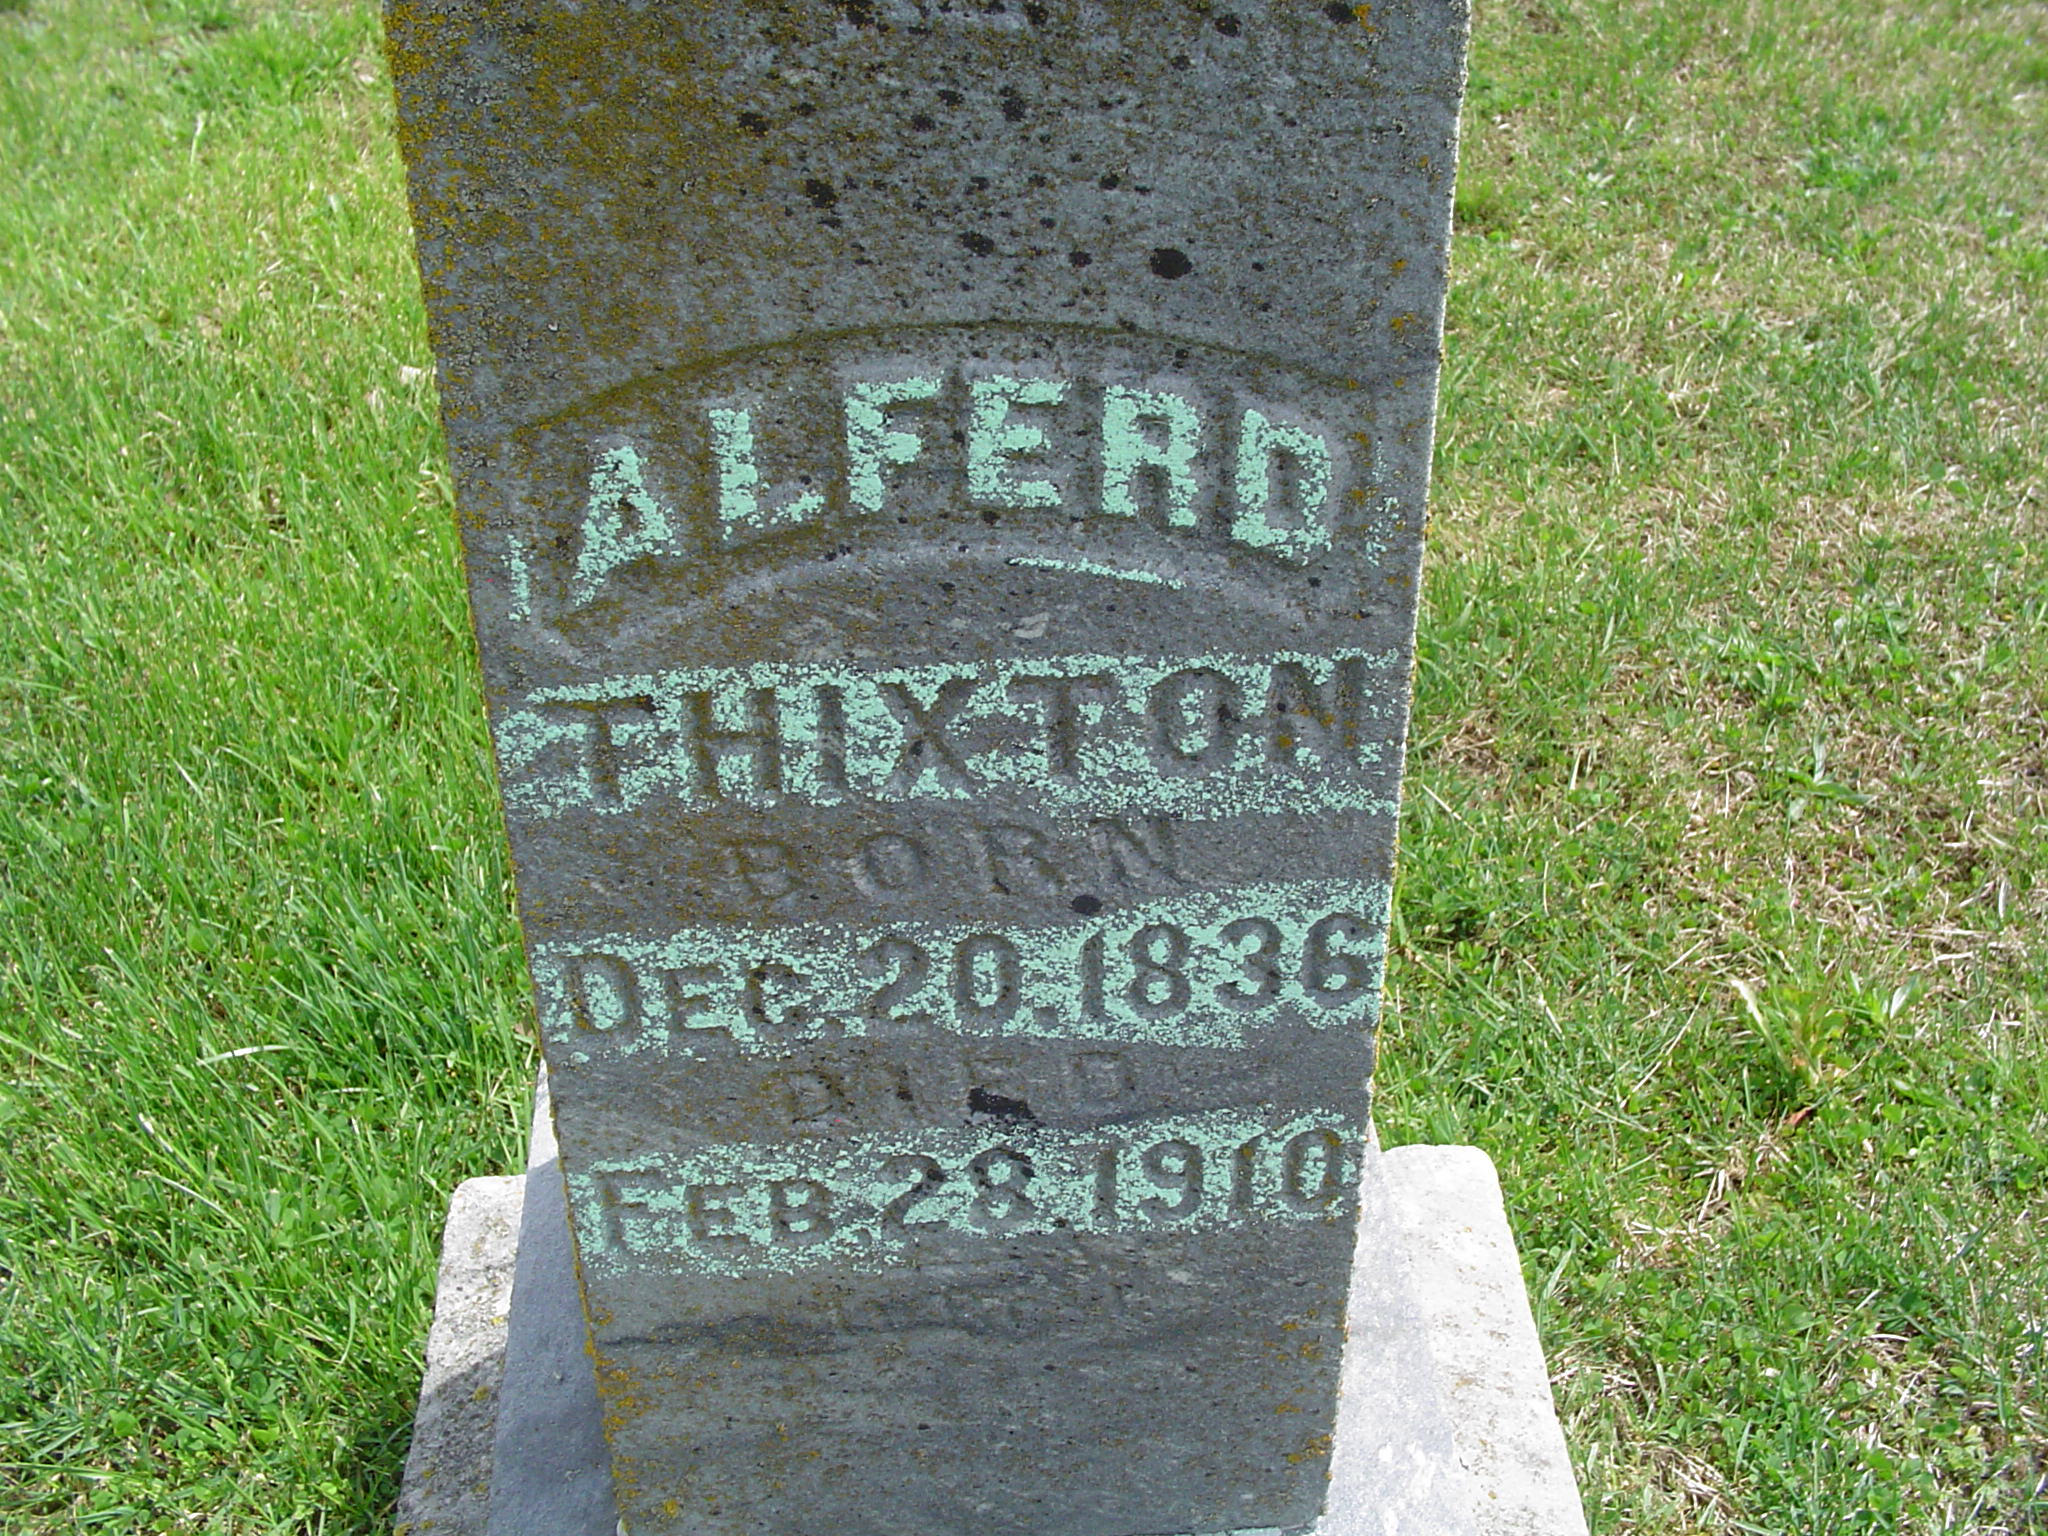 ALFERD
THIXTON
BORN
DEC. 20. 1836
DIED
FEB. 28. 1910